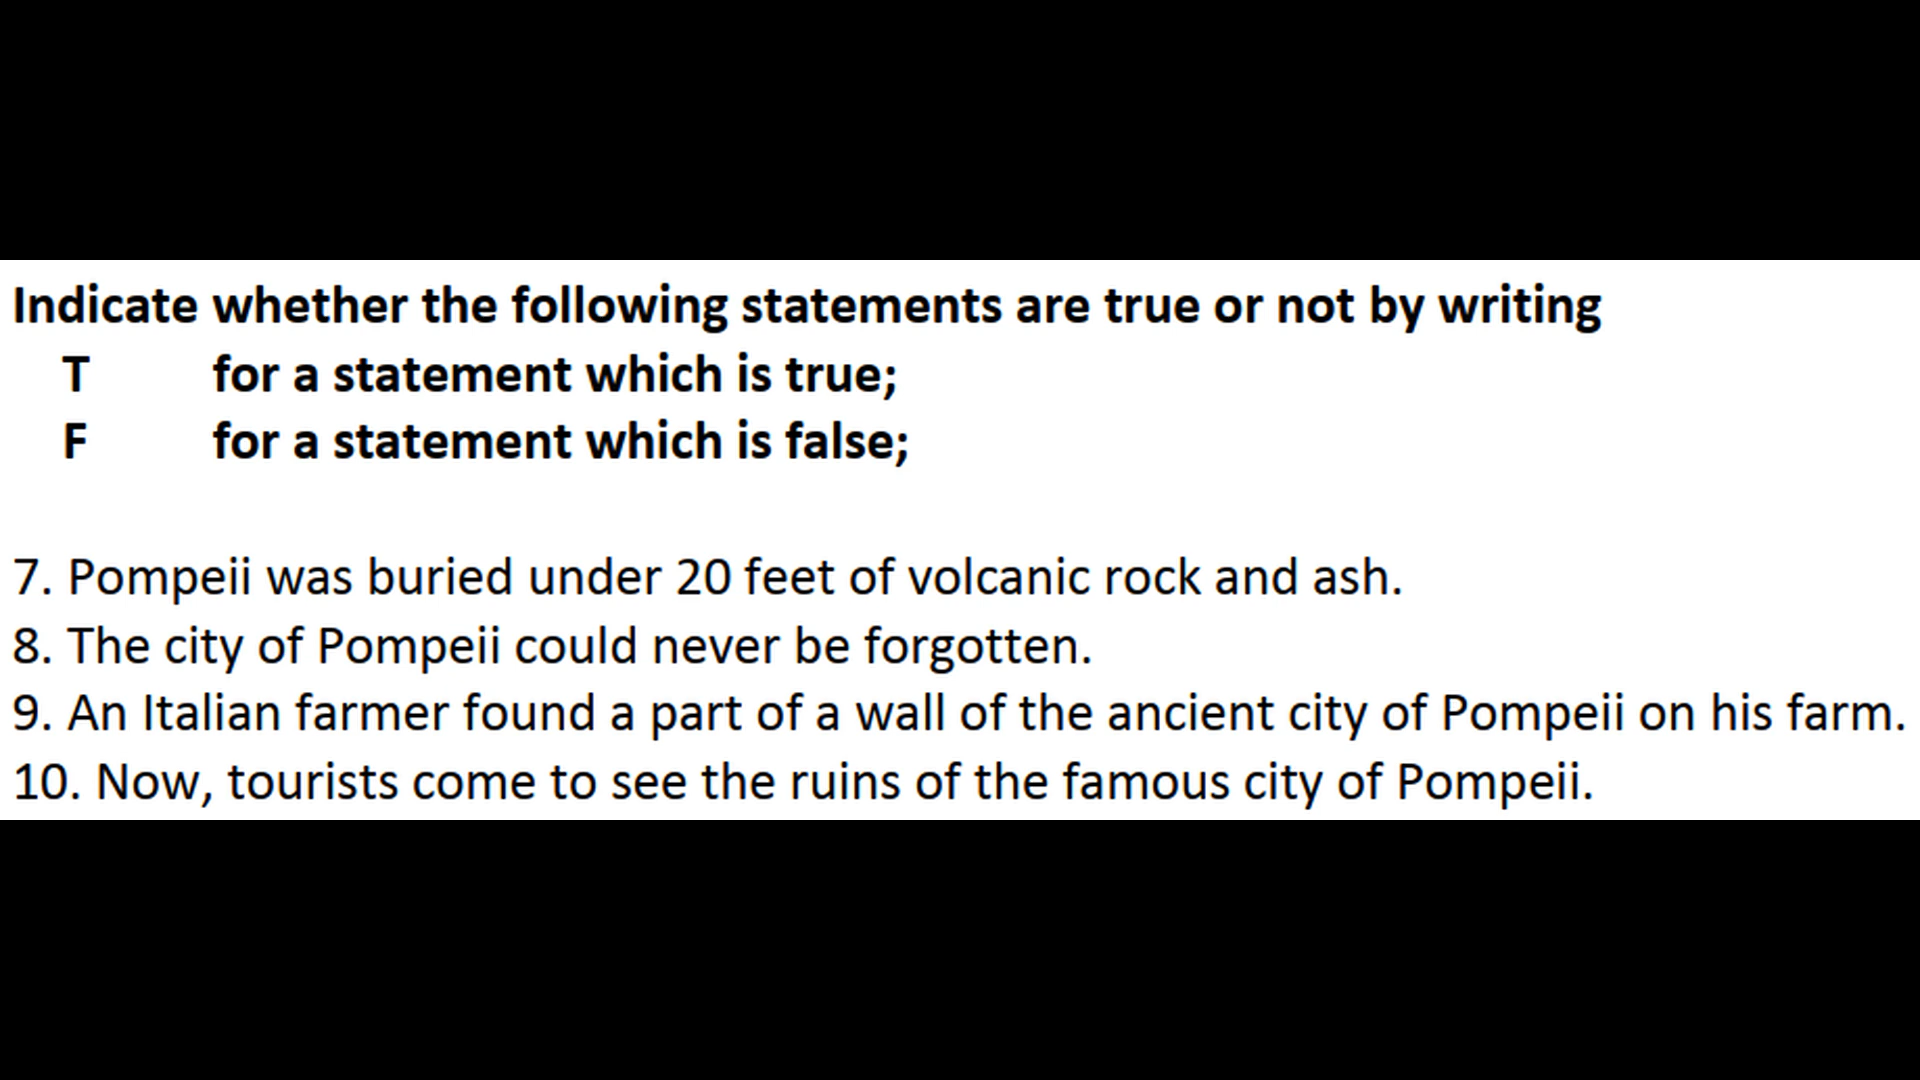 Indicate whether the following statements are true or not by writing
T for a statement which is true;
F for a statement which is false;
7. Pompeii was buried under 20 feet of volcanic rock and ash.
8. The city of Pompeii could never be forgotten.
9. An Italian farmer found a part of a wall of the ancient city of Pompeii on his farm.
10. Now, tourists come to see the ruins of the famous city of Pompeii.